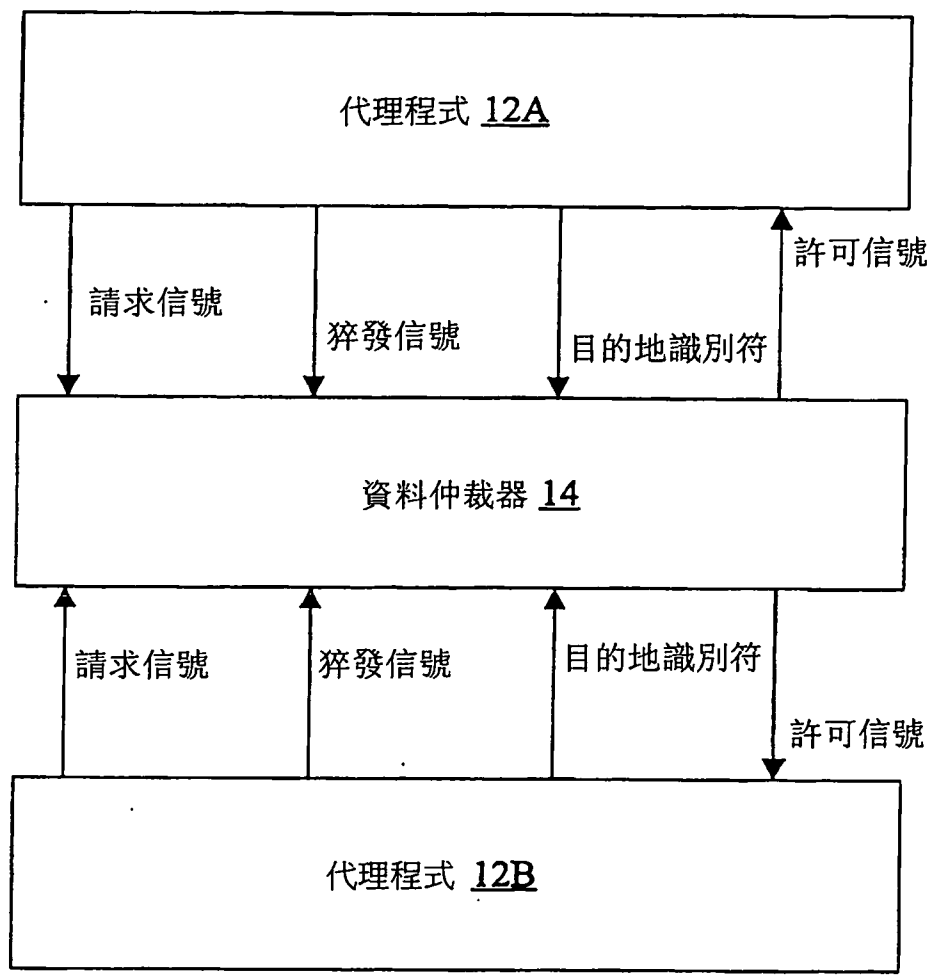 代理程式 12A
許可信號
請求信號
猝發信號
目的地識別符
資料仲裁器 14
請求信號
猝發信號
目的地識別符
許可信號
代理程式 12B